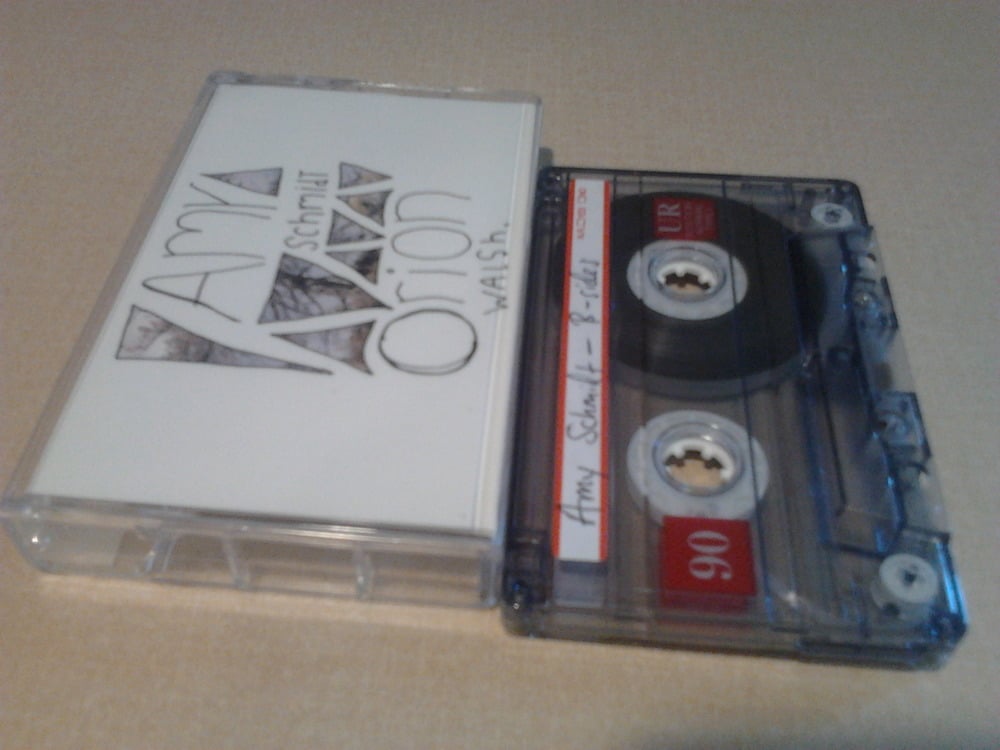 AMY
Schmidt
Orion
WALSh.
Amy Schmidt - B-sides
UR
90